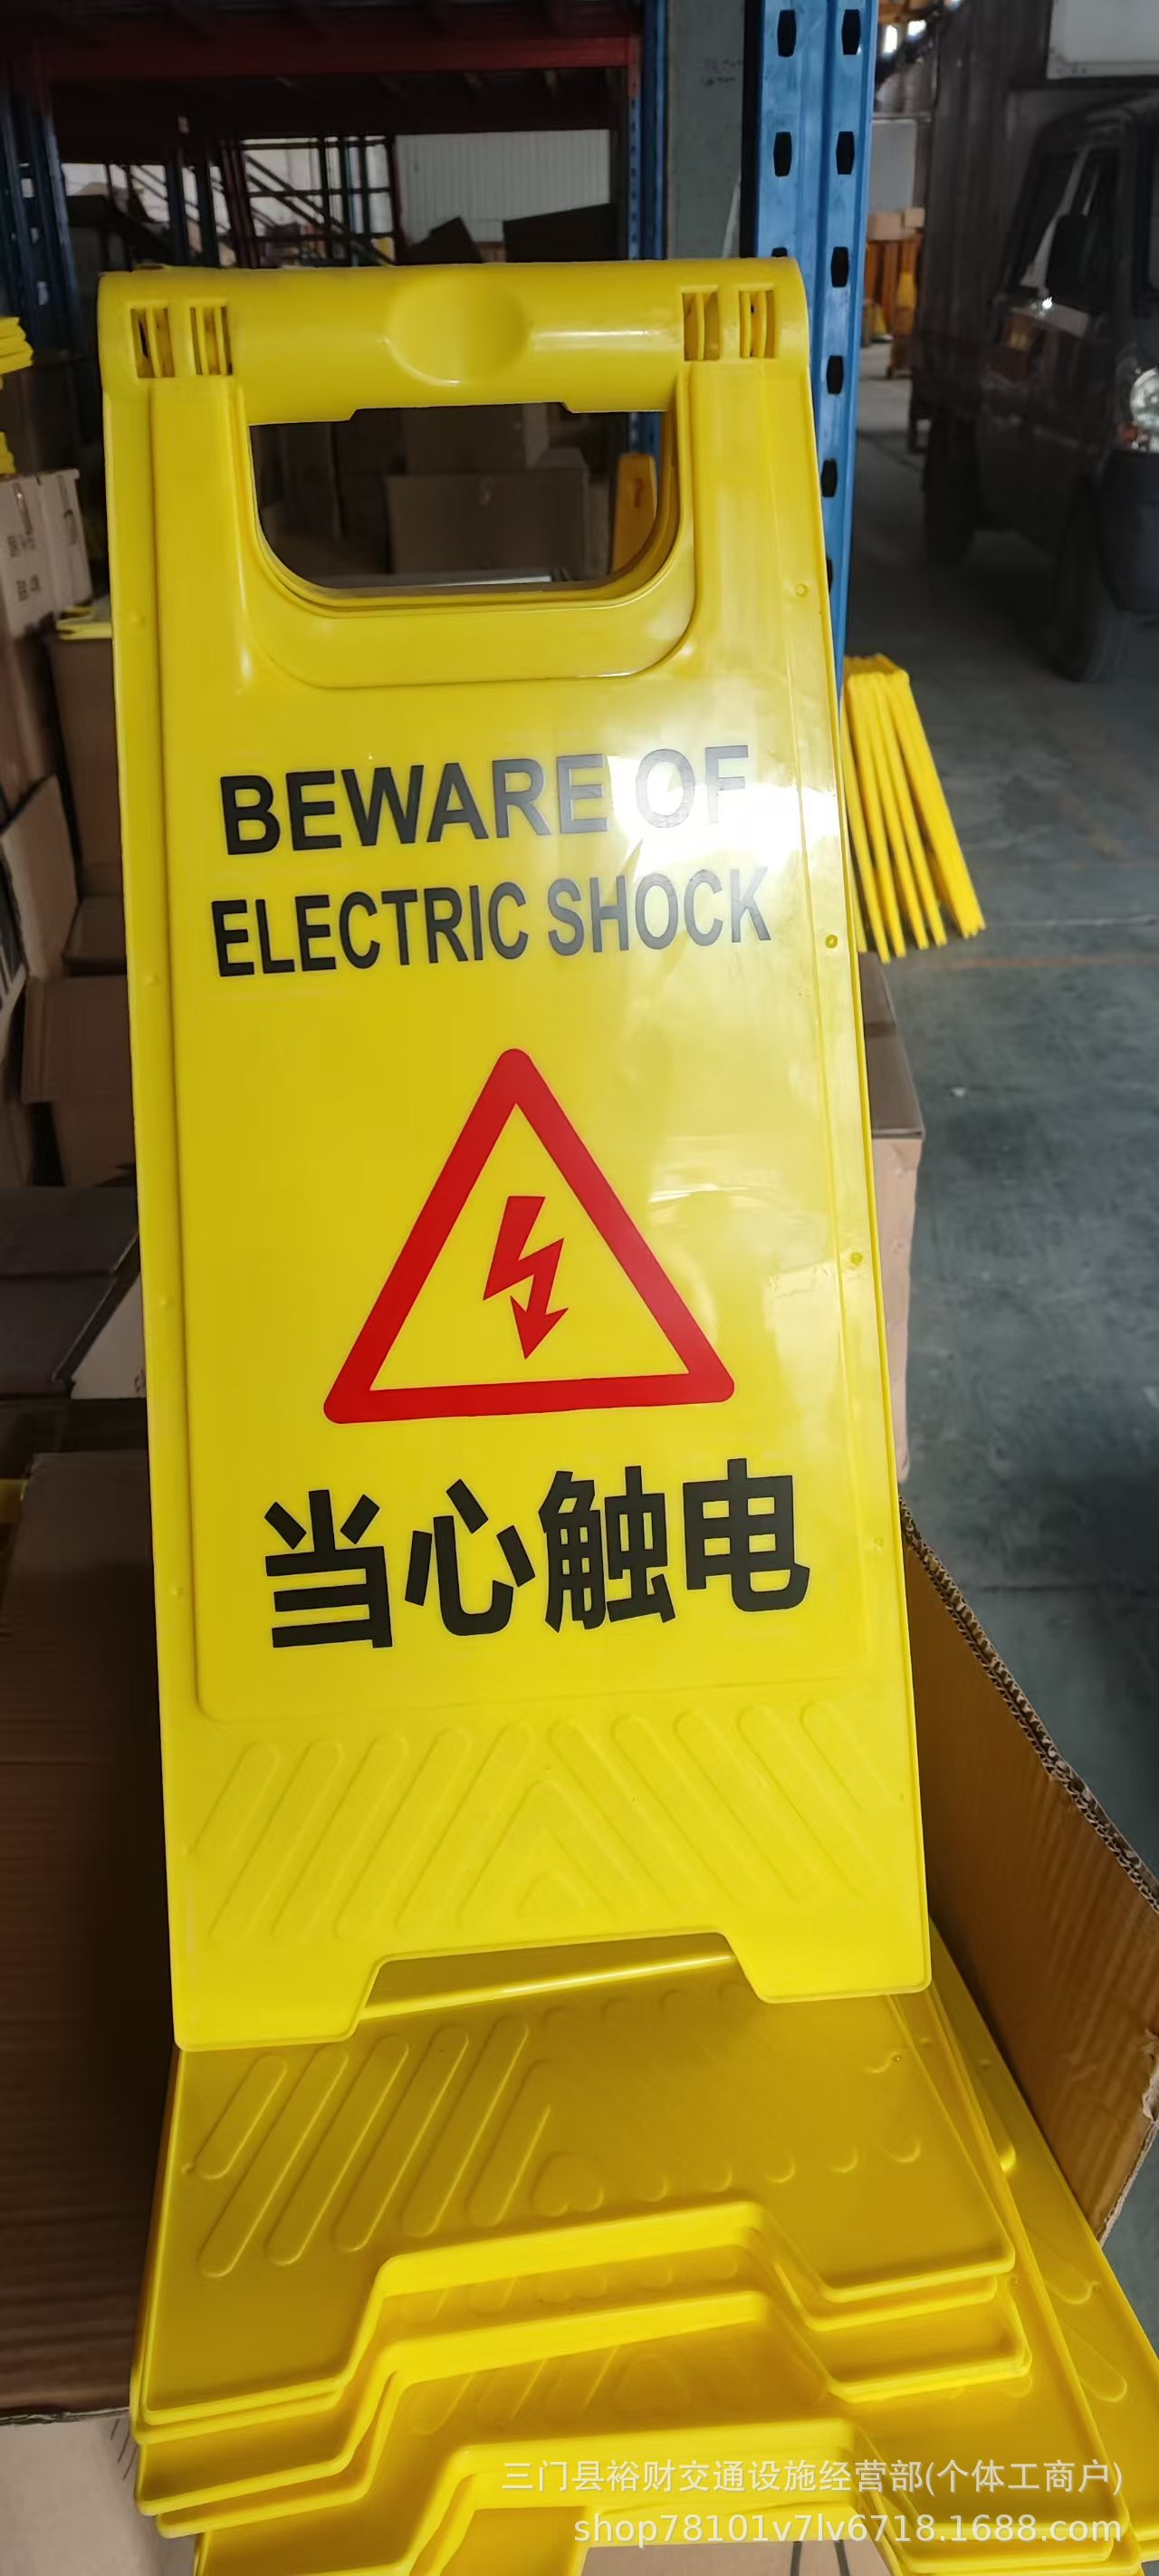 BEWARE OF
ELECTRIC SHOCK
当心触电
三门县裕财交通设施经营部(个体工商户)
shop78101v7lv6718.1688.com